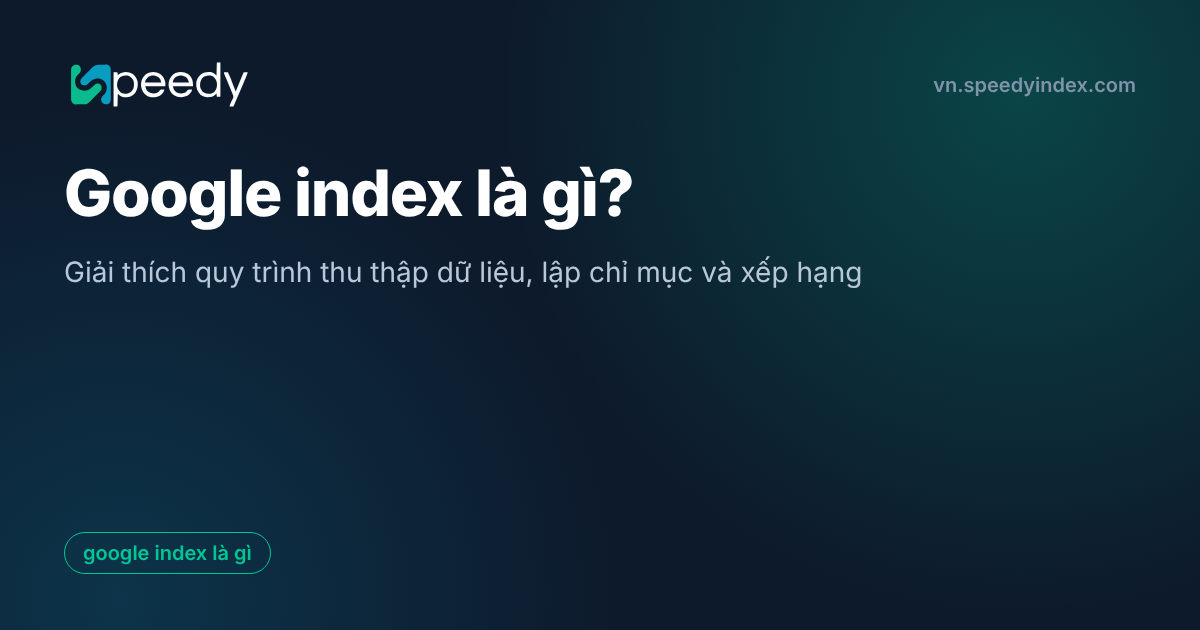 Speedy
vn.speedyindex.com
Google index là gì?
Giải thích quy trình thu thập dữ liệu, lập chỉ mục và xếp hạng
google index là gì